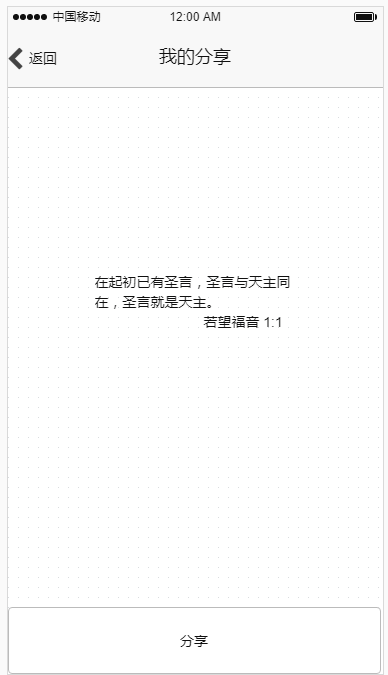 中国移动 12:00 AM
返回 我的分享
在起初已有圣言，圣言与天主同
在，圣言就是天主。
若望福音 1:1
分享